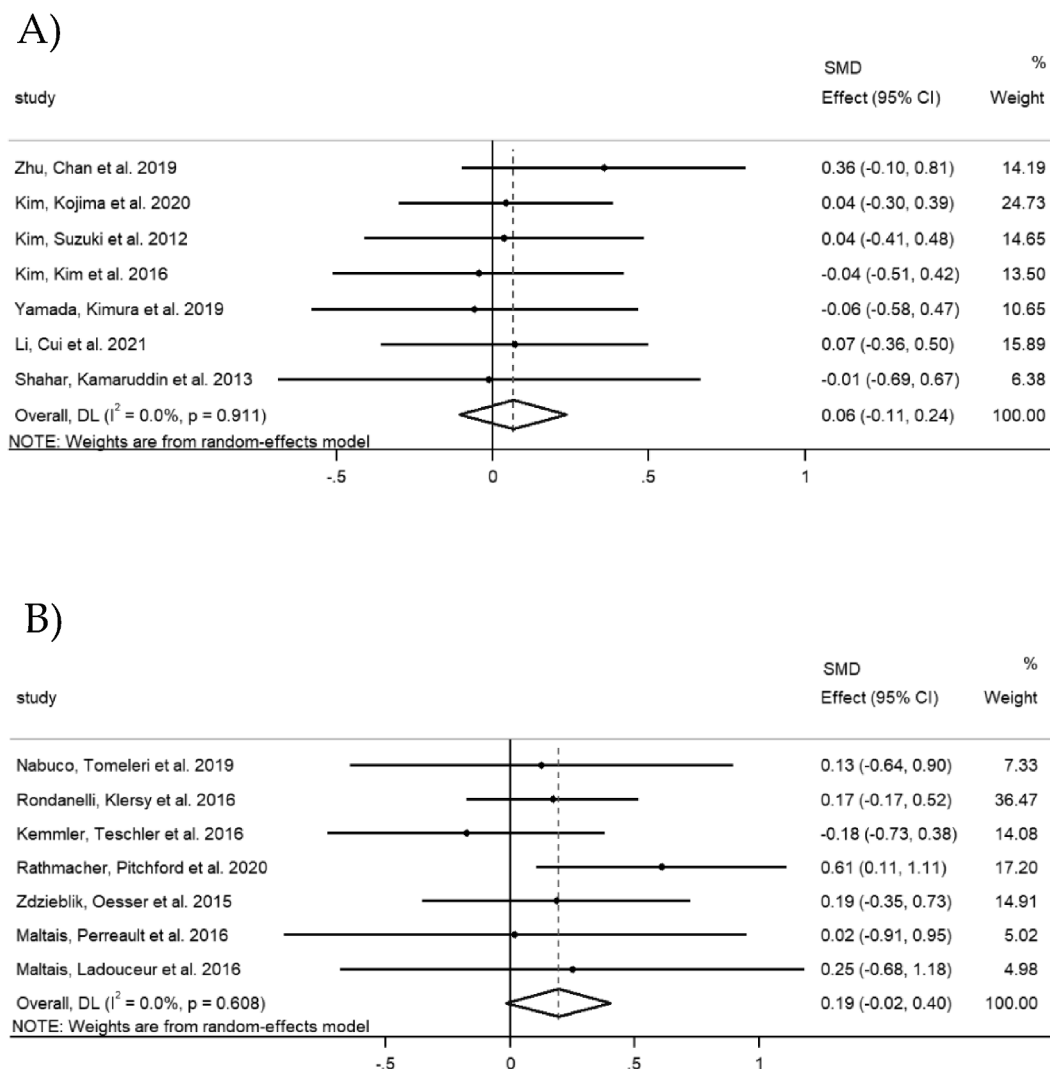 A)
SMD %
study Effect (95% CI) Weight
Zhu, Chan et al. 2019 0.36 (-0.10, 0.81) 14.19
Kim, Kojima et al. 2020 0.04 (-0.30, 0.39) 24.73
Kim, Suzuki et al. 2012 0.04 (-0.41, 0.48) 14.65
Kim, Kim et al. 2016 -0.04 (-0.51, 0.42) 13.50
Yamada, Kimura et al. 2019 -0.06 (-0.58, 0.47) 10.65
Li, Cui et al. 2021 0.07 (-0.36, 0.50) 15.89
Shahar, Kamaruddin et al. 2013 -0.01 (-0.69, 0.67) 6.38
Overall, DL (I² = 0.0%, p = 0.911) 0.06 (-0.11, 0.24) 100.00
NOTE: Weights are from random-effects model
-.5 0 .5 1
B)
SMD %
study Effect (95% CI) Weight
Nabuco, Tomeleri et al. 2019 0.13 (-0.64, 0.90) 7.33
Rondanelli, Klersy et al. 2016 0.17 (-0.17, 0.52) 36.47
Kemmler, Teschler et al. 2016 -0.18 (-0.73, 0.38) 14.08
Rathmacher, Pitchford et al. 2020 0.61 (0.11, 1.11) 17.20
Zdzieblik, Oesser et al. 2015 0.19 (-0.35, 0.73) 14.91
Maltais, Perreault et al. 2016 0.02 (-0.91, 0.95) 5.02
Maltais, Ladouceur et al. 2016 0.25 (-0.68, 1.18) 4.98
Overall, DL (I² = 0.0%, p = 0.608) 0.19 (-0.02, 0.40) 100.00
NOTE: Weights are from random-effects model
-.5 0 .5 1